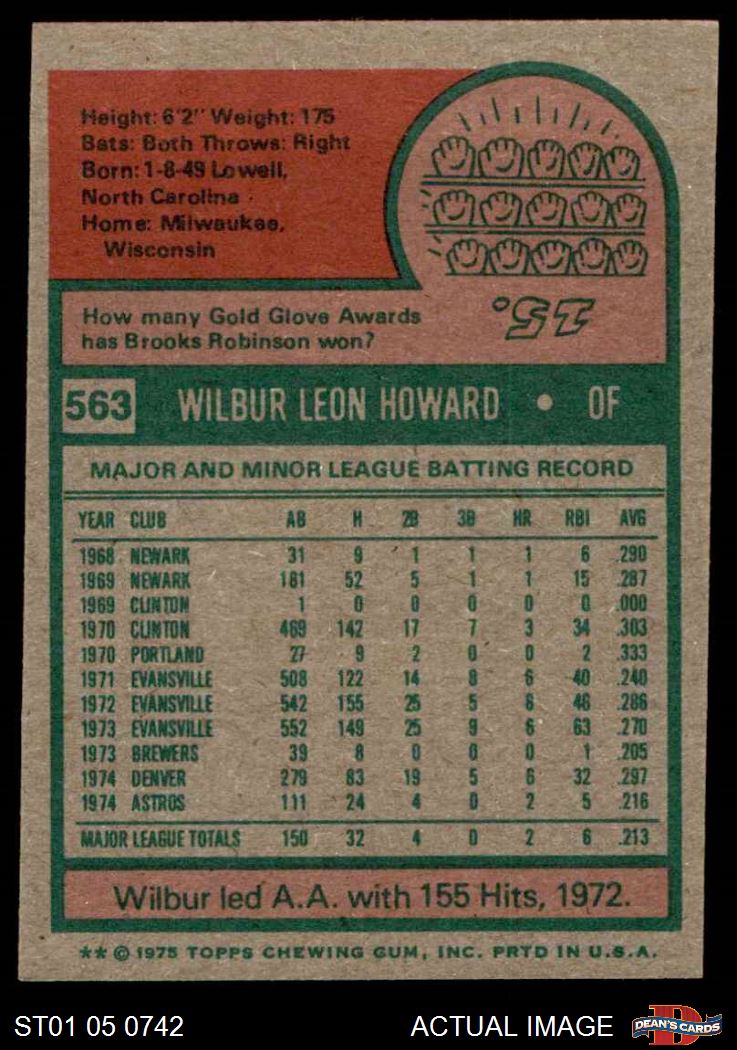 Height: 6'2" Weight: 175
Bats: Both Throws: Right
Born: 1-8-49 Lowell,
North Carolina
Home: Milwaukee,
Wisconsin
How many Gold Glove Awards
has Brooks Robinson won?
15.
563 WILBUR LEON HOWARD • OF
MAJOR AND MINOR LEAGUE BATTING RECORD
YEAR CLUB AB H 2B 3B HR RBI AVG
1968 NEWARK 31 9 1 1 1 6 .290
1969 NEWARK 181 52 5 1 1 15 .287
1969 CLINTON 1 0 0 0 0 0 .000
1970 CLINTON 469 142 17 7 3 34 .303
1970 PORTLAND 27 9 2 0 0 2 .333
1971 EVANSVILLE 508 122 14 8 6 40 .240
1972 EVANSVILLE 542 155 25 5 8 46 .286
1973 EVANSVILLE 552 149 25 9 6 63 .270
1973 BREWERS 39 8 0 0 0 1 .205
1974 DENVER 279 83 19 5 6 32 .297
1974 ASTROS 111 24 4 0 2 5 .216
MAJOR LEAGUE TOTALS 150 32 4 0 2 6 .213
Wilbur led A.A. with 155 Hits, 1972.
** © 1975 TOPPS CHEWING GUM, INC. PRTD IN U.S.A.
ST01 05 0742 ACTUAL IMAGE D DEAN'S CARDS